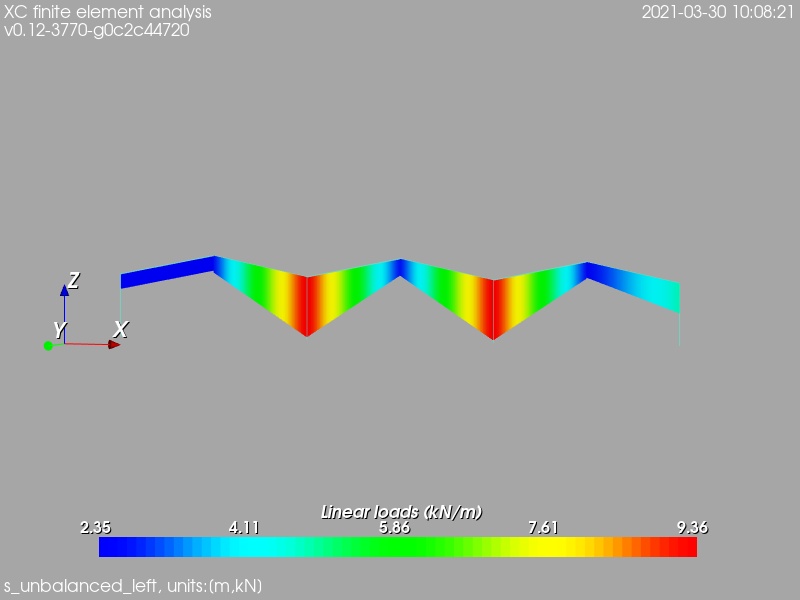 XC finite element analysis
2021-03-30 10:08:21
v0.12-3770-g0c2c44720
Z
Y
X
Linear loads (kN/m)
2.35 4.11 5.86 7.61 9.36
s_unbalanced_left, units:[m,kN]